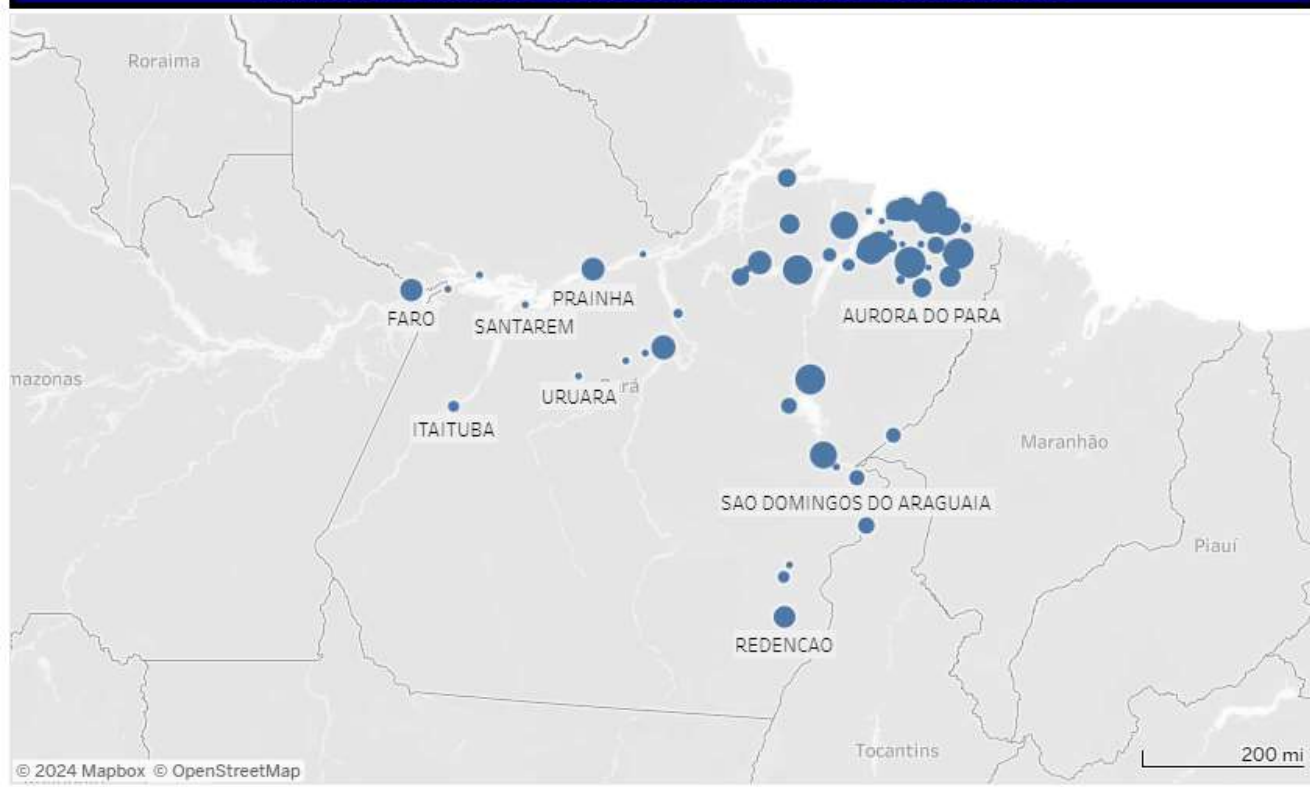 Roraima
PRAINHA
FARO
SANTAREM
AURORA DO PARA
mazonas
URUARA
ará
ITAITUBA
Maranhão
SAO DOMINGOS DO ARAGUAIA
Piauí
REDENCAO
Tocantins
200 mi
© 2024 Mapbox © OpenStreetMap